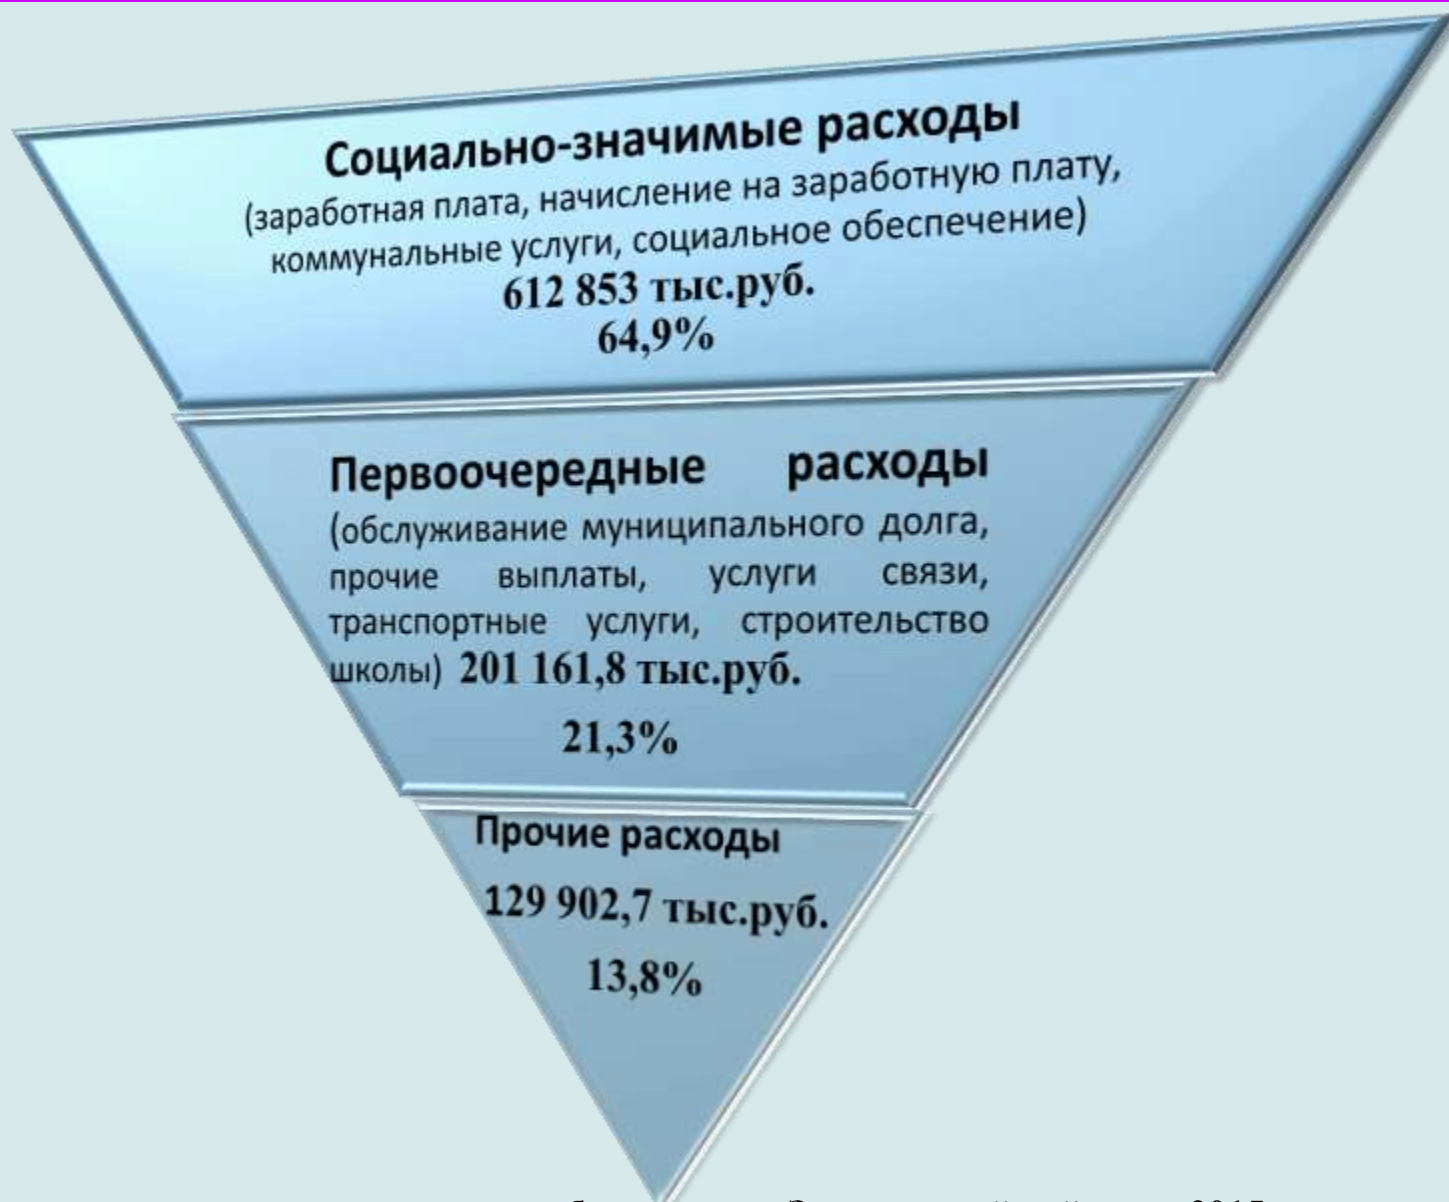 Социально-значимые расходы
(заработная плата, начисление на заработную плату,
коммунальные услуги, социальное обеспечение)
612 853 тыс.руб.
64,9%
Первоочередные расходы
(обслуживание муниципального долга,
прочие выплаты, услуги связи,
транспортные услуги, строительство
школы) 201 161,8 тыс.руб.
21,3%
Прочие расходы
129 902,7 тыс.руб.
13,8%